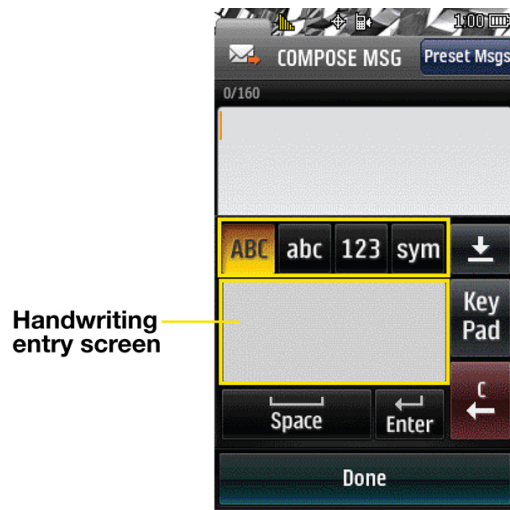 1:00
COMPOSE MSG Preset Msgs
0/160
ABC abc 123 sym
Handwriting
entry screen
Key
Pad
C
Space Enter
Done